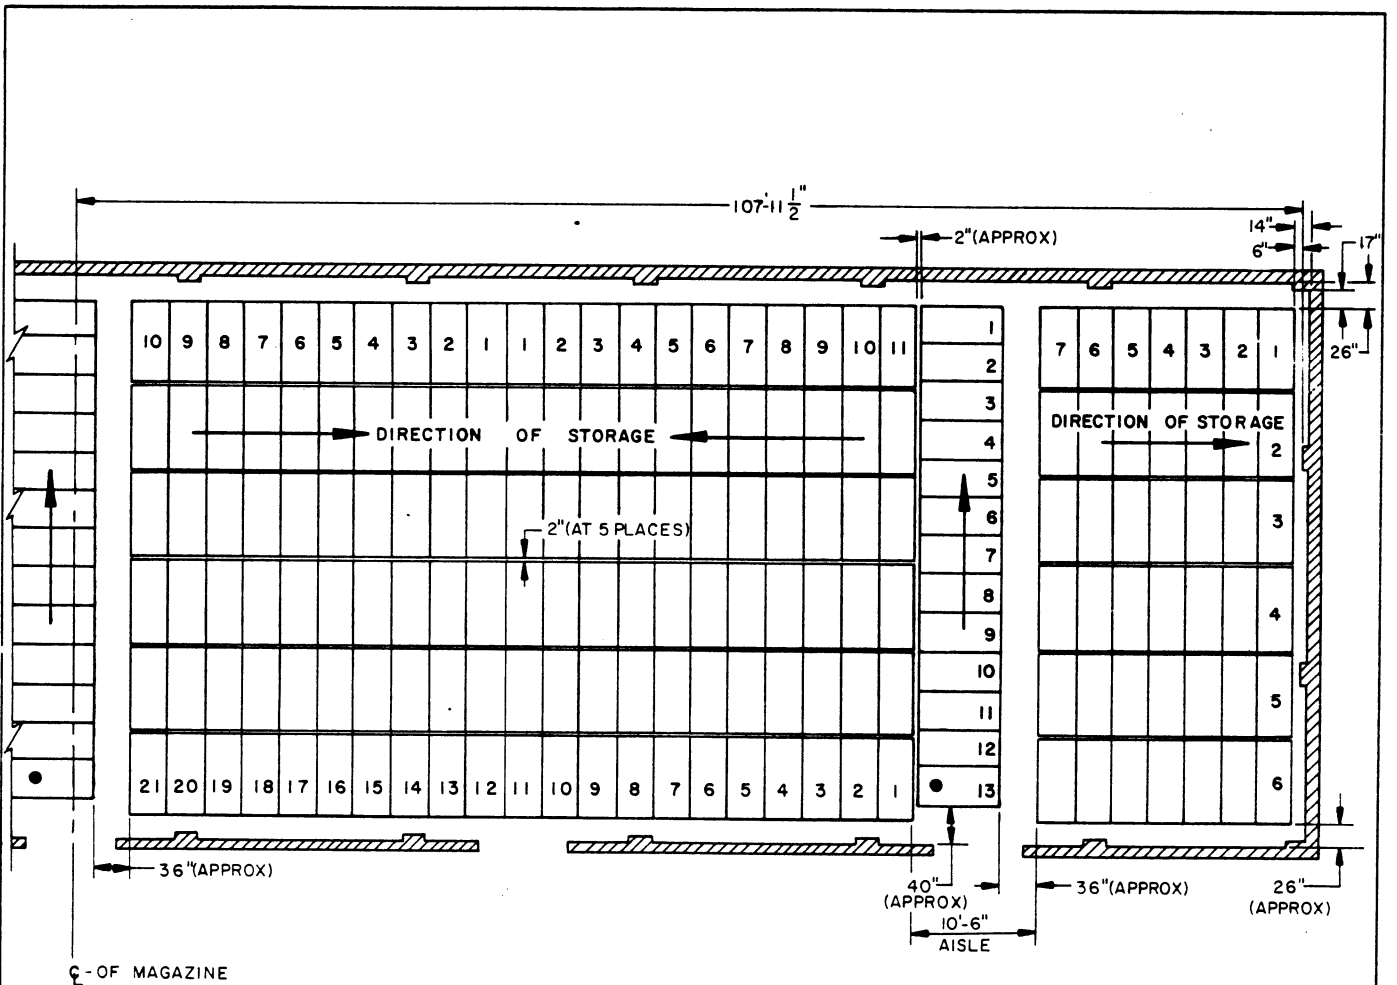 107'-11 1/2"
14"
2"(APPROX)
6"
17"
10 9 8 7 6 5 4 3 2 1 1 2 3 4 5 6 7 8 9 10 11
1
2
3
4
5
6
7
8
9
10
11
12
13
7 6 5 4 3 2 1
26"
DIRECTION OF STORAGE
DIRECTION OF STORAGE
2
3
4
5
6
2"(AT 5 PLACES)
21 20 19 18 17 16 15 14 13 12 11 10 9 8 7 6 5 4 3 2 1
36"(APPROX)
40"
(APPROX)
36"(APPROX)
26"
(APPROX)
10'-6"
AISLE
℄-OF MAGAZINE